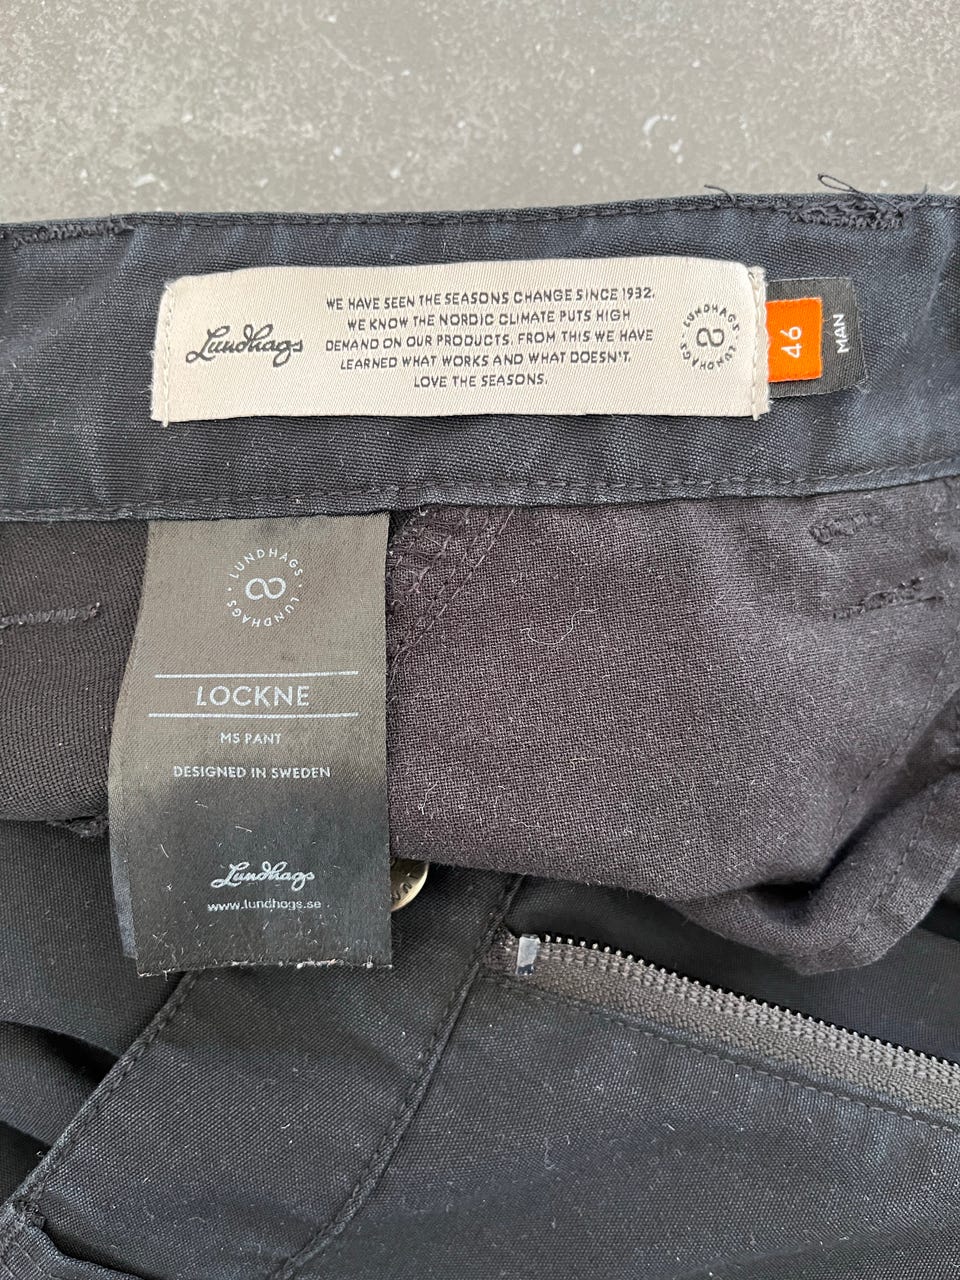 Lundhags
WE HAVE SEEN THE SEASONS CHANGE SINCE 1932.
WE KNOW THE NORDIC CLIMATE PUTS HIGH
DEMAND ON OUR PRODUCTS. FROM THIS WE HAVE
LEARNED WHAT WORKS AND WHAT DOESN'T.
LOVE THE SEASONS.
LUNDHAGS · LUNDHAGS ·
46
MAN
LUNDHAGS · LUNDHAGS ·
LOCKNE
MS PANT
DESIGNED IN SWEDEN
Lundhags
www.lundhags.se